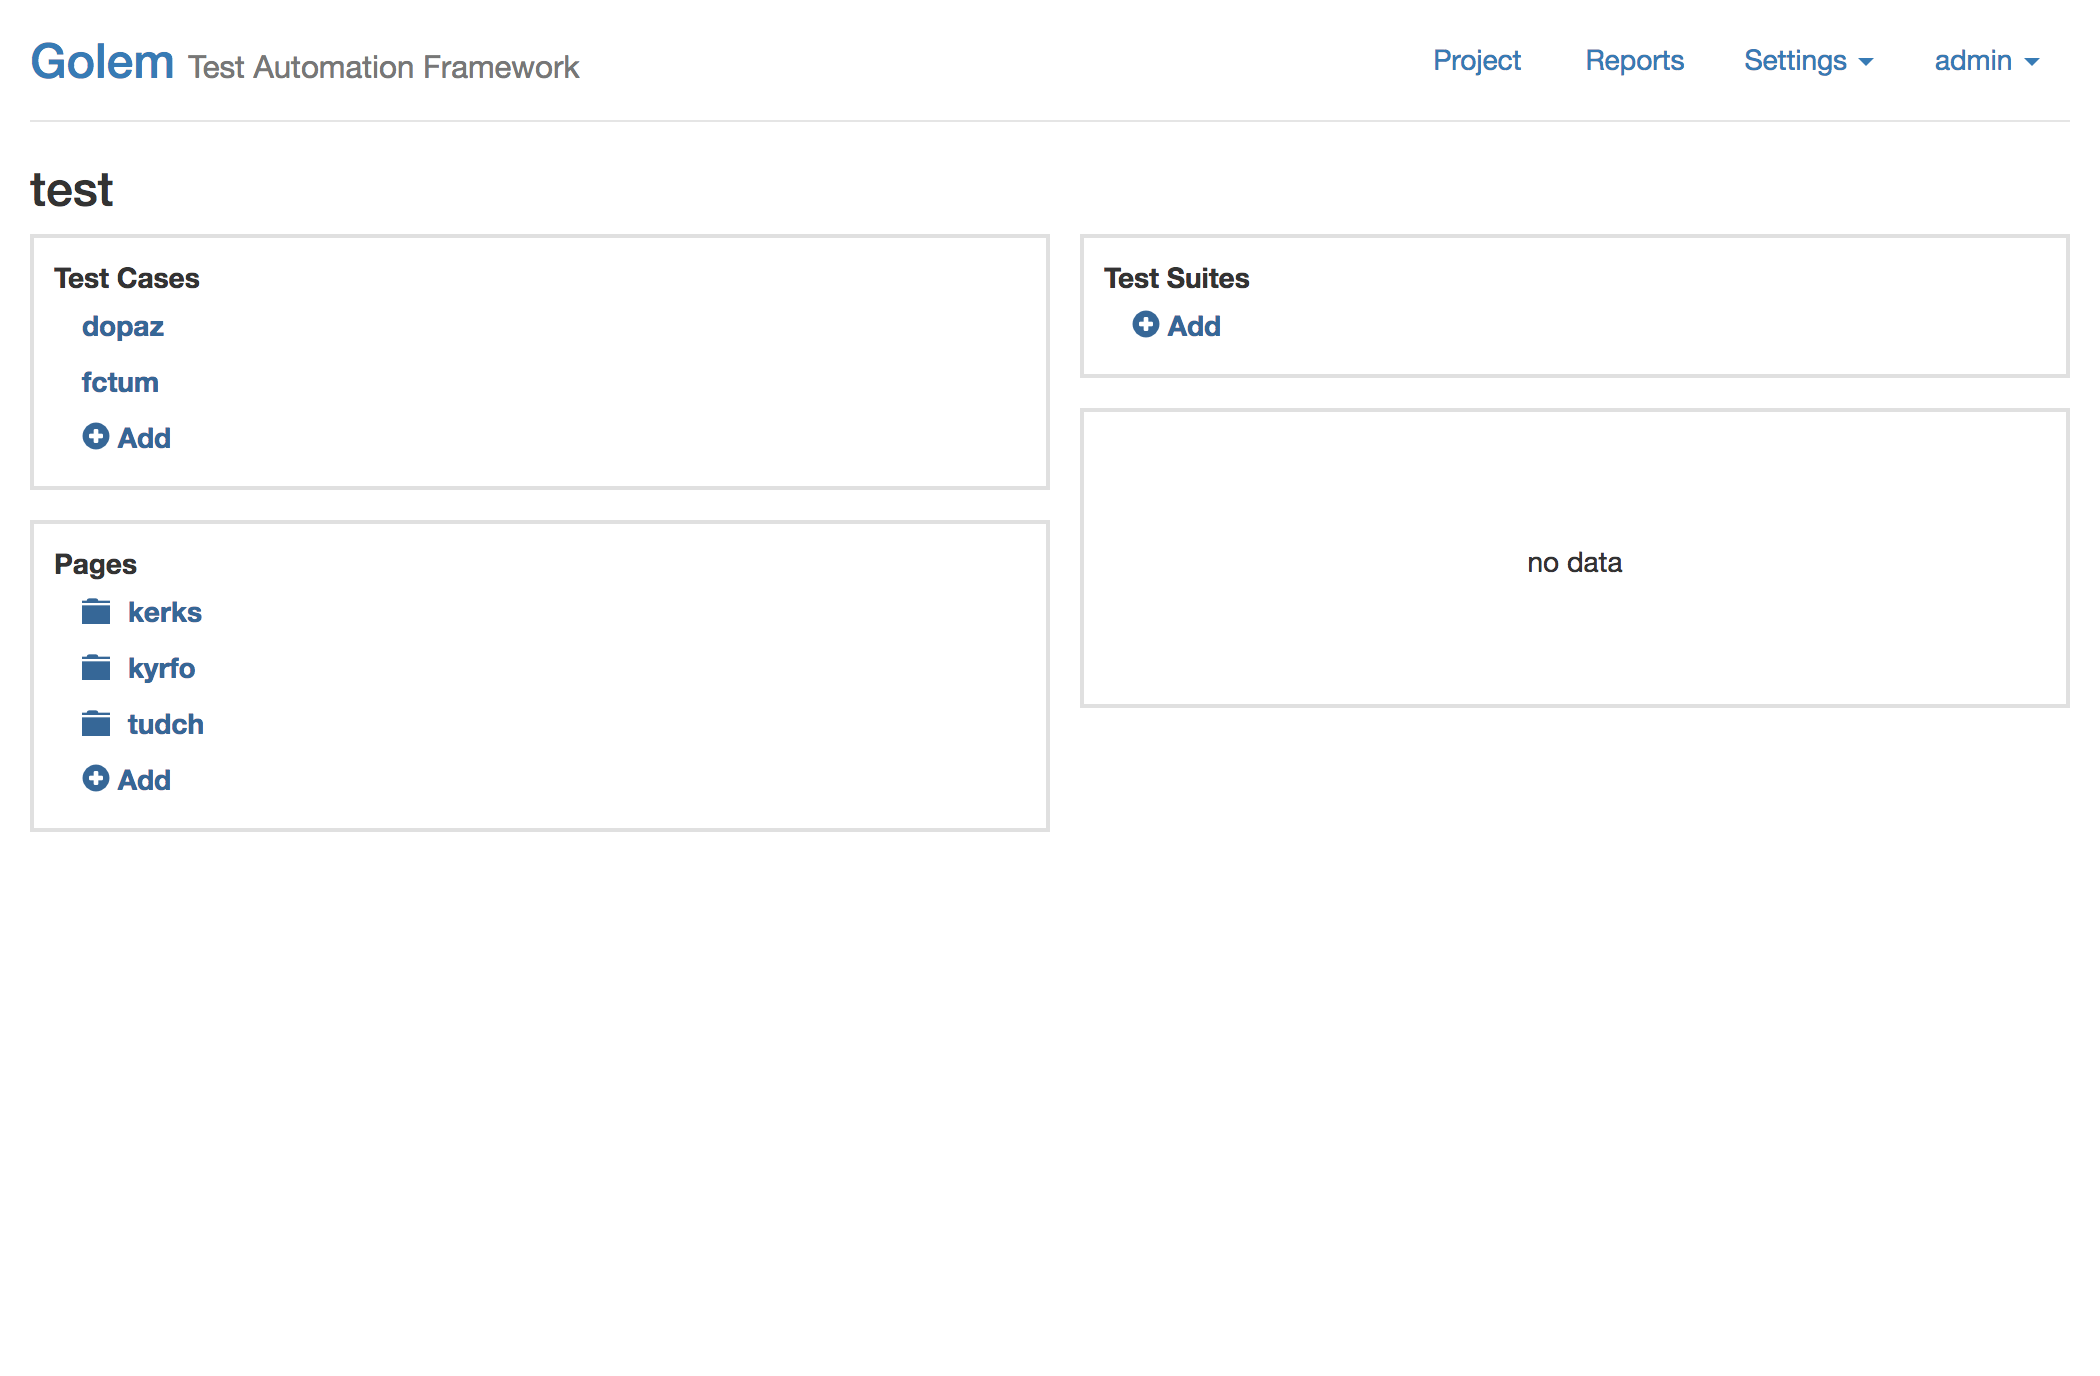 Golem Test Automation Framework
Project Reports Settings admin
test
Test Cases
dopaz
fctum
Add
Pages
kerks
kyrfo
tudch
Add
Test Suites
Add
no data